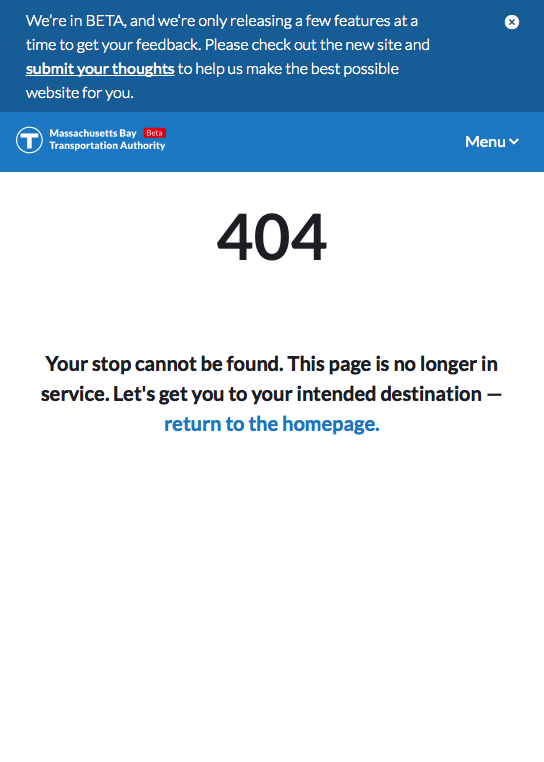 We're in BETA, and we're only releasing a few features at a
time to get your feedback. Please check out the new site and
submit your thoughts to help us make the best possible
website for you.
T Massachusetts Bay Beta
Transportation Authority
Menu
404
Your stop cannot be found. This page is no longer in
service. Let's get you to your intended destination —
return to the homepage.